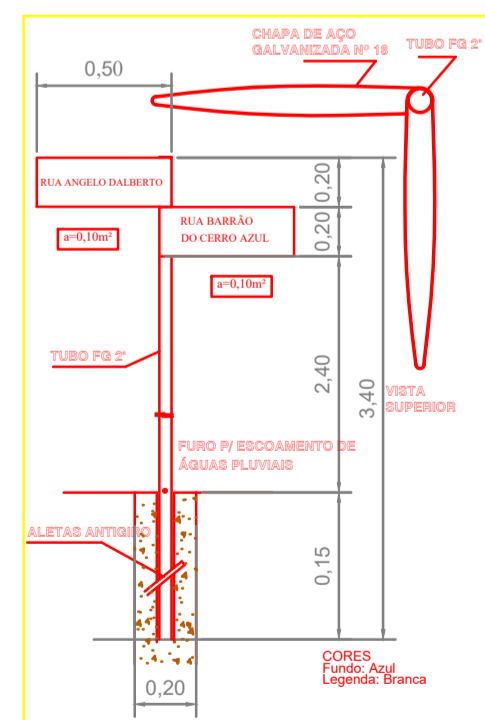 CHAPA DE AÇO
GALVANIZADA Nº 18
TUBO FG 2"
0,50
RUA ANGELO DALBERTO
0,20
RUA BARRÃO
DO CERRO AZUL
0,20
a=0,10m²
a=0,10m²
TUBO FG 2"
2,40
3,40
VISTA
SUPERIOR
FURO P/ ESCOAMENTO DE
ÁGUAS PLUVIAIS
ALETAS ANTIGIRO
0,15
CORES
Fundo: Azul
Legenda: Branca
0,20